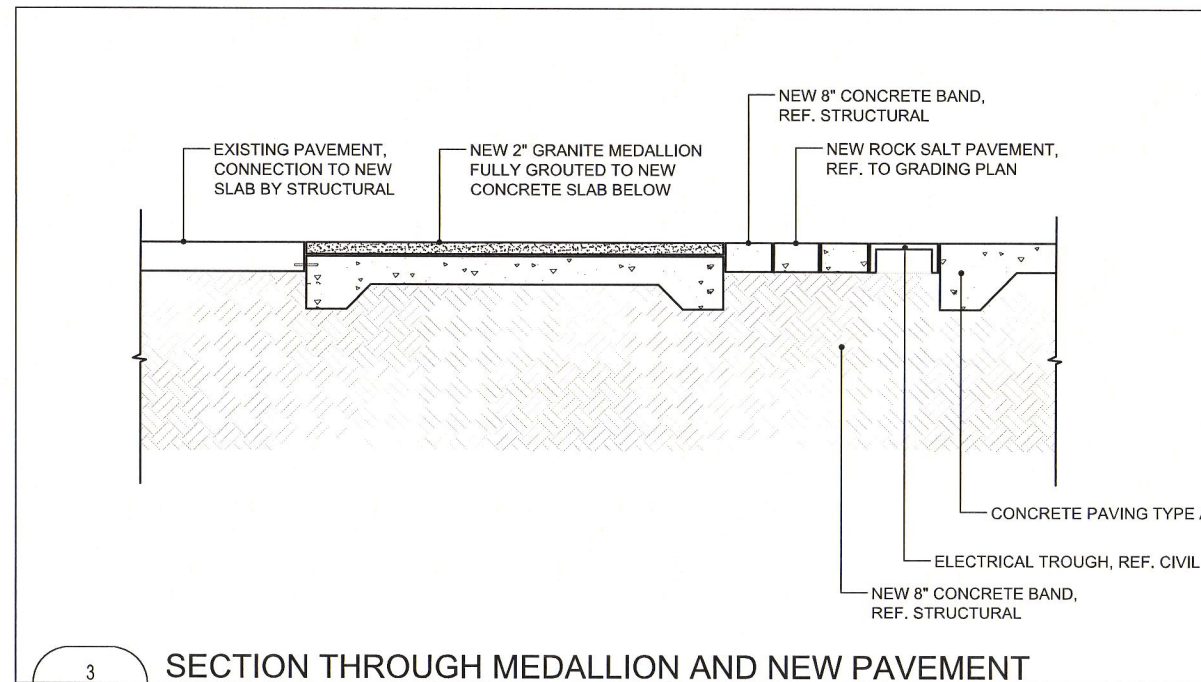 NEW 8" CONCRETE BAND,
REF. STRUCTURAL
EXISTING PAVEMENT,
CONNECTION TO NEW
SLAB BY STRUCTURAL
NEW 2" GRANITE MEDALLION
FULLY GROUTED TO NEW
CONCRETE SLAB BELOW
NEW ROCK SALT PAVEMENT,
REF. TO GRADING PLAN
CONCRETE PAVING TYPE
ELECTRICAL TROUGH, REF. CIVIL
NEW 8" CONCRETE BAND,
REF. STRUCTURAL
3
SECTION THROUGH MEDALLION AND NEW PAVEMENT